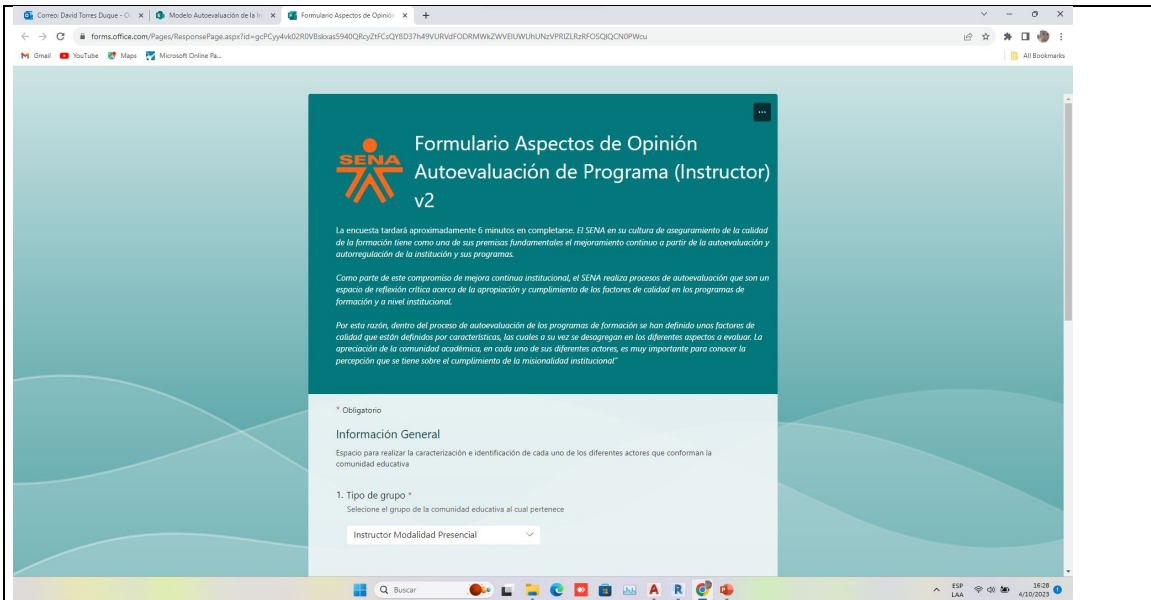 Correo: David Torres Duque - O
Modelo Autoevaluación de la In
Formulario Aspectos de Opinión
forms.office.com/Pages/ResponsePage.aspx?
Gmail
YouTube
Maps
Microsoft Online Pa...
All Bookmarks
...
SENA
Formulario Aspectos de Opinión
Autoevaluación de Programa (Instructor)
v2
La encuesta tardará aproximadamente 6 minutos en completarse. El SENA en su cultura de aseguramiento de la calidad
de la formación tiene como una de sus premisas fundamentales el mejoramiento continuo a partir de la autoevaluación y
autorregulación de la institución y sus programas.
Como parte de este compromiso de mejora continua institucional, el SENA realiza procesos de autoevaluación que son un
espacio de reflexión crítica acerca de la apropiación y cumplimiento de los factores de calidad en los programas de
formación y a nivel institucional.
Por esta razón, dentro del proceso de autoevaluación de los programas de formación se han definido unos factores de
calidad que están definidos por características, las cuales a su vez se desagregan en los diferentes aspectos a evaluar. La
apreciación de la comunidad académica, en cada uno de sus diferentes actores, es muy importante para conocer la
percepción que se tiene sobre el cumplimiento de la misionalidad institucional"
* Obligatorio
Información General
Espacio para realizar la caracterización e identificación de cada uno de los diferentes actores que conforman la
comunidad educativa
1. Tipo de grupo *
Selecione el grupo de la comunidad educativa al cual pertenece
Instructor Modalidad Presencial
Buscar
ESP
LAA
16:28
4/10/2023